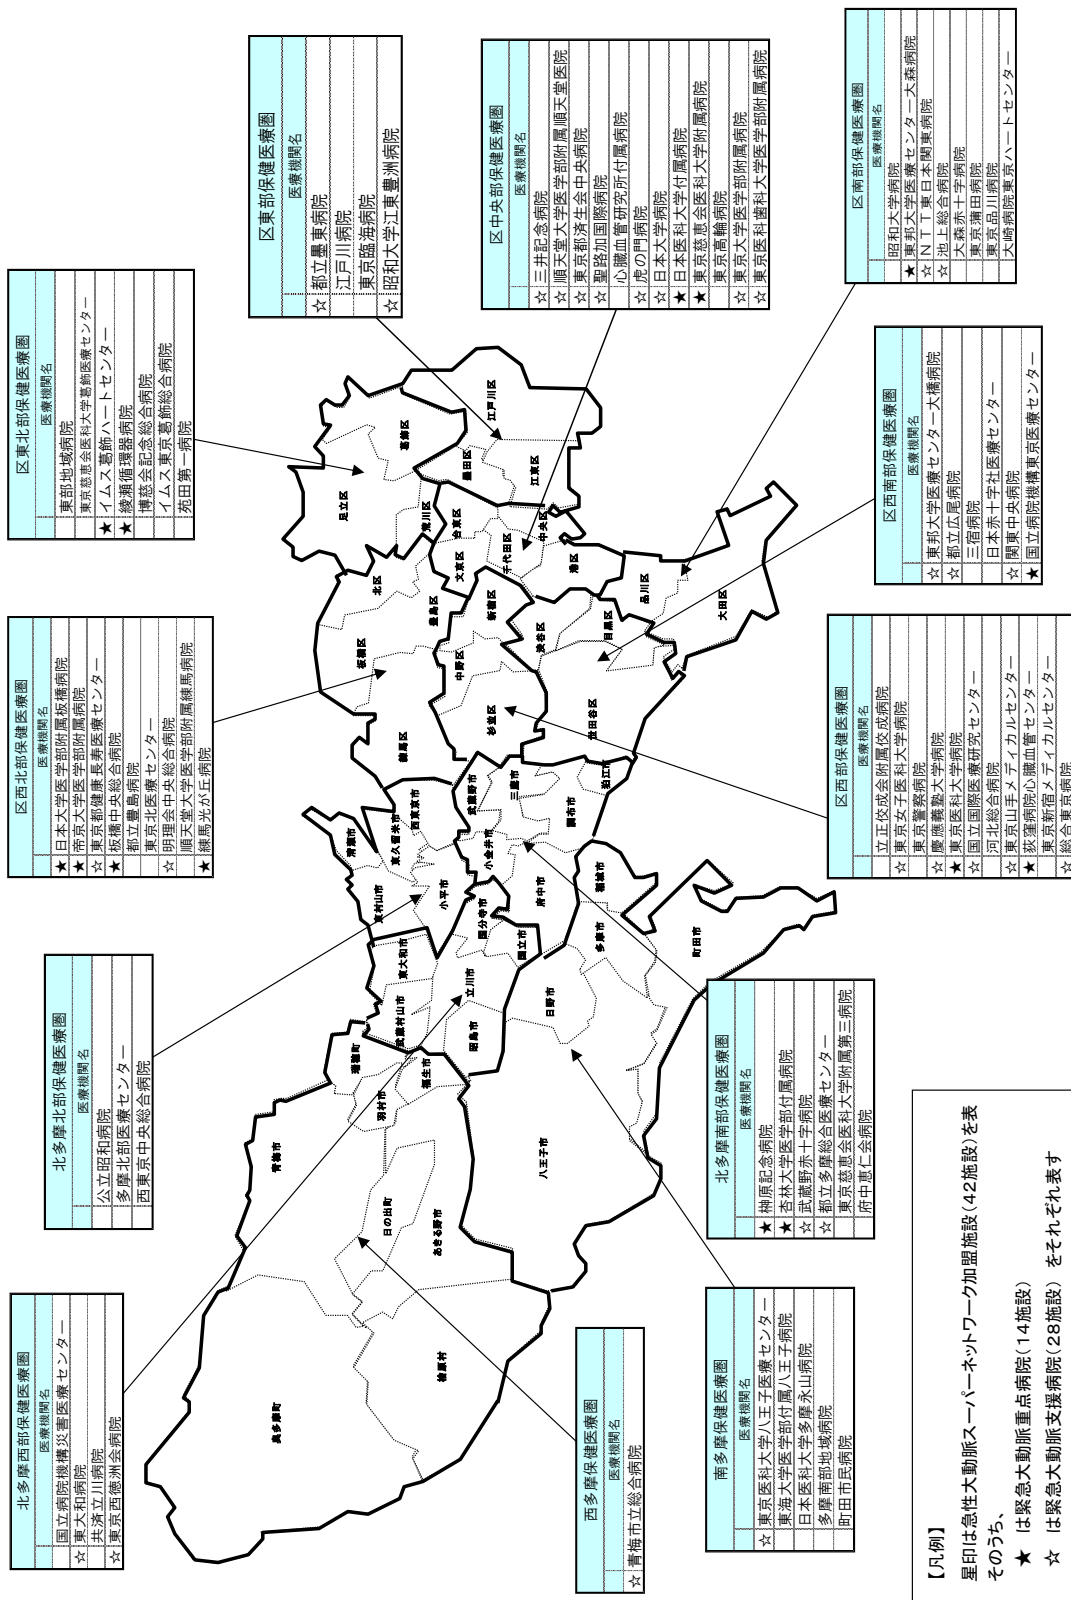 北多摩西部保健医療圏
医療機関名
国立病院機構災害医療センター
☆ 東大和病院
共済立川病院
☆ 東京西徳洲会病院
北多摩北部保健医療圏
医療機関名
公立昭和病院
多摩北部医療センター
西東京中央総合病院
区西北部保健医療圏
医療機関名
★ 日本大学医学部附属板橋病院
★ 帝京大学医学部附属病院
☆ 東京都健康長寿医療センター
★ 板橋中央総合病院
都立豊島病院
東京北医療センター
☆ 明理会中央総合病院
順天堂大学医学部附属練馬病院
★ 練馬光が丘病院
区東北部保健医療圏
医療機関名
東部地域病院
東京慈恵会医科大学葛飾医療センター
★ イムス葛飾ハートセンター
★ 綾瀬循環器病院
博慈会記念総合病院
イムス東京葛飾総合病院
苑田第一病院
区東部保健医療圏
医療機関名
☆ 都立墨東病院
江戸川病院
東京臨海病院
☆ 昭和大学江東豊洲病院
区中央部保健医療圏
医療機関名
☆ 三井記念病院
☆ 順天堂大学医学部附属順天堂医院
☆ 東京都済生会中央病院
☆ 聖路加国際病院
心臓血管研究所付属病院
☆ 虎の門病院
☆ 日本大学病院
★ 日本医科大学付属病院
★ 東京慈恵会医科大学附属病院
東京高輪病院
☆ 東京大学医学部附属病院
☆ 東京医科歯科大学医学部附属病院
区南部保健医療圏
医療機関名
昭和大学病院
★ 東邦大学医療センター大森病院
☆ NTT東日本関東病院
☆ 池上総合病院
大森赤十字病院
東京蒲田病院
東京品川病院
大崎病院東京ハートセンター
区西南部保健医療圏
医療機関名
☆ 東邦大学医療センター大橋病院
☆ 都立広尾病院
三宿病院
日本赤十字社医療センター
☆ 関東中央病院
★ 国立病院機構東京医療センター
区西部保健医療圏
医療機関名
立正佼成会附属佼成病院
☆ 東京女子医科大学病院
東京警察病院
☆ 慶應義塾大学病院
★ 東京医科大学病院
☆ 国立国際医療研究センター
河北総合病院
☆ 東京山手メディカルセンター
★ 荻窪病院心臓血管センター
東京新宿メディカルセンター
☆ 総合東京病院
北多摩南部保健医療圏
医療機関名
★ 榊原記念病院
★ 杏林大学医学部付属病院
☆ 武蔵野赤十字病院
☆ 都立多摩総合医療センター
東京慈恵会医科大学附属第三病院
府中恵仁会病院
南多摩保健医療圏
医療機関名
☆ 東京医科大学八王子医療センター
東海大学医学部付属八王子病院
日本医科大学多摩永山病院
多摩南部地域病院
町田市民病院
西多摩保健医療圏
医療機関名
☆ 青梅市立総合病院
奥多摩町
檜原村
青梅市
日の出町
あきる野市
羽村市
瑞穂町
福生市
八王子市
武蔵村山市
東大和市
昭島市
立川市
国立市
国分寺市
日野市
多摩市
稲城市
町田市
東村山市
清瀬市
東久留米市
小平市
西東京市
小金井市
武蔵野市
三鷹市
府中市
調布市
狛江市
練馬区
板橋区
北区
豊島区
杉並区
中野区
新宿区
世田谷区
渋谷区
目黒区
品川区
大田区
足立区
葛飾区
荒川区
台東区
文京区
千代田区
中央区
港区
墨田区
江東区
江戸川区
【凡例】
星印は急性大動脈スーパーネットワーク加盟施設(42施設)を表
そのうち、
★ は緊急大動脈重点病院(14施設)
☆ は緊急大動脈支援病院(28施設) をそれぞれ表す